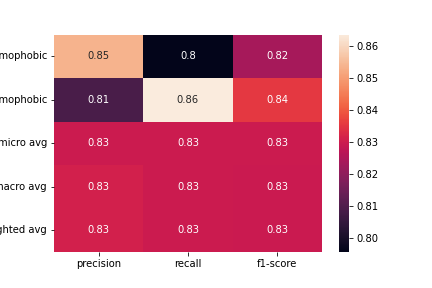 mophobic 0.85 0.8 0.82
mophobic 0.81 0.86 0.84
micro avg 0.83 0.83 0.83
nacro avg 0.83 0.83 0.83
ghted avg 0.83 0.83 0.83
precision recall f1-score
0.86
0.85
0.84
0.83
0.82
0.81
0.80